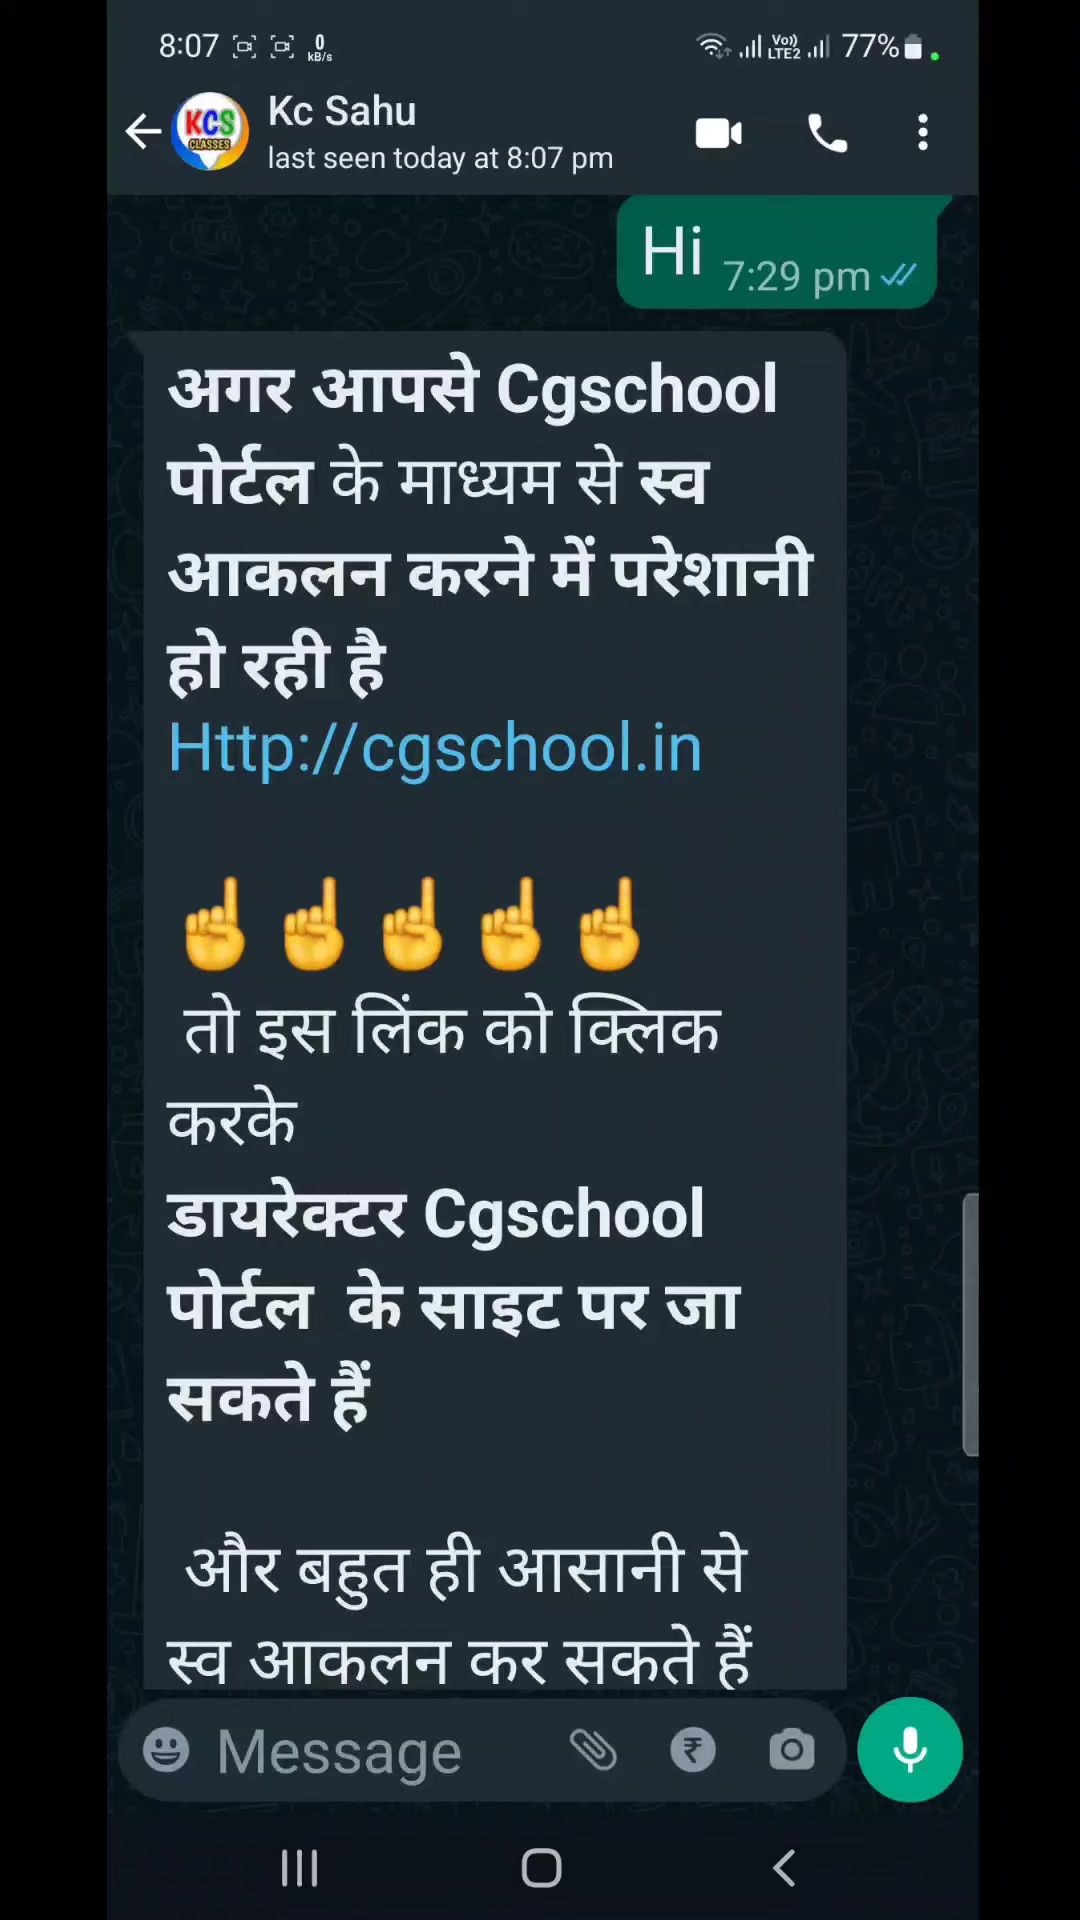 8:07 0 kB/s Vo)) LTE2 77%
KCS CLASSES
Kc Sahu
last seen today at 8:07 pm
Hi 7:29 pm
अगर आपसे Cgschool
पोर्टल के माध्यम से स्व
आकलन करने में परेशानी
हो रही है
Http://cgschool.in
☝☝☝☝☝
तो इस लिंक को क्लिक
करके
डायरेक्टर Cgschool
पोर्टल के साइट पर जा
सकते हैं
और बहुत ही आसानी से
स्व आकलन कर सकते हैं
Message